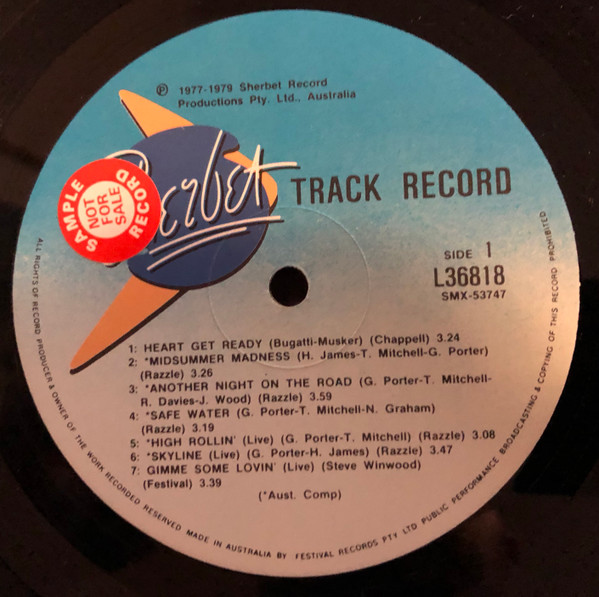 ℗ 1977-1979 Sherbet Record
Productions Pty. Ltd., Australia
Sherbet
SAMPLE RECORD
NOT
FOR
SALE
TRACK RECORD
SIDE 1
L36818
SMX-53747
1: HEART GET READY (Bugatti-Musker) (Chappell) 3.24
2: *MIDSUMMER MADNESS (H. James-T. Mitchell-G. Porter)
(Razzle) 3.26
3: *ANOTHER NIGHT ON THE ROAD (G. Porter-T. Mitchell-
R. Davies-J. Wood) (Razzle) 3.59
4: *SAFE WATER (G. Porter-T. Mitchell-N. Graham)
(Razzle) 3.19
5: *HIGH ROLLIN' (Live) (G. Porter-T. Mitchell) (Razzle) 3.08
6: *SKYLINE (Live) (G. Porter-H. James) (Razzle) 3.47
7: GIMME SOME LOVIN' (Live) (Steve Winwood)
(Festival) 3.39
(*Aust. Comp)
ALL RIGHTS OF RECORD PRODUCER & OWNER OF THE WORK RECORDED RESERVED MADE IN AUSTRALIA BY FESTIVAL RECORDS PTY LTD PUBLIC PERFORMANCE BROADCASTING & COPYING OF THIS RECORD PROHIBITED